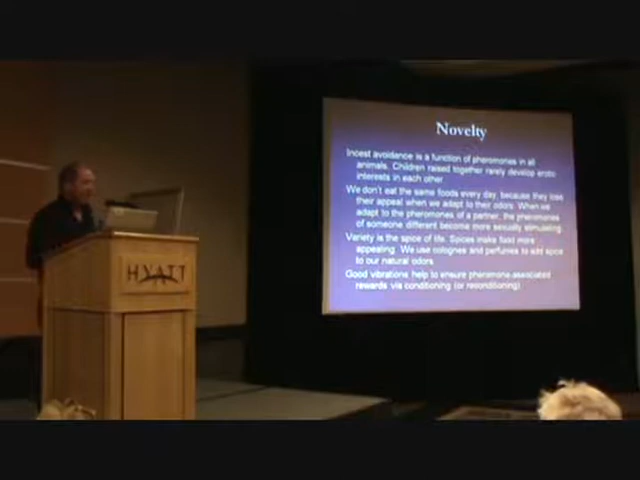 Novelty
Incest avoidance is a function of pheromones in all
animals. Children raised together rarely develop erotic
interests in each other.
We don't eat the same foods every day, because they lose
their appeal when we adapt to their odors. When we
adapt to the pheromones of a partner, the pheromones
of someone different become more sexually stimulating.
Variety is the spice of life. Spices make food more
appealing. We use colognes and perfumes to add spice
to our natural odors.
Good vibrations help to ensure pheromone-associated
rewards via conditioning (or reconditioning).
HYATT